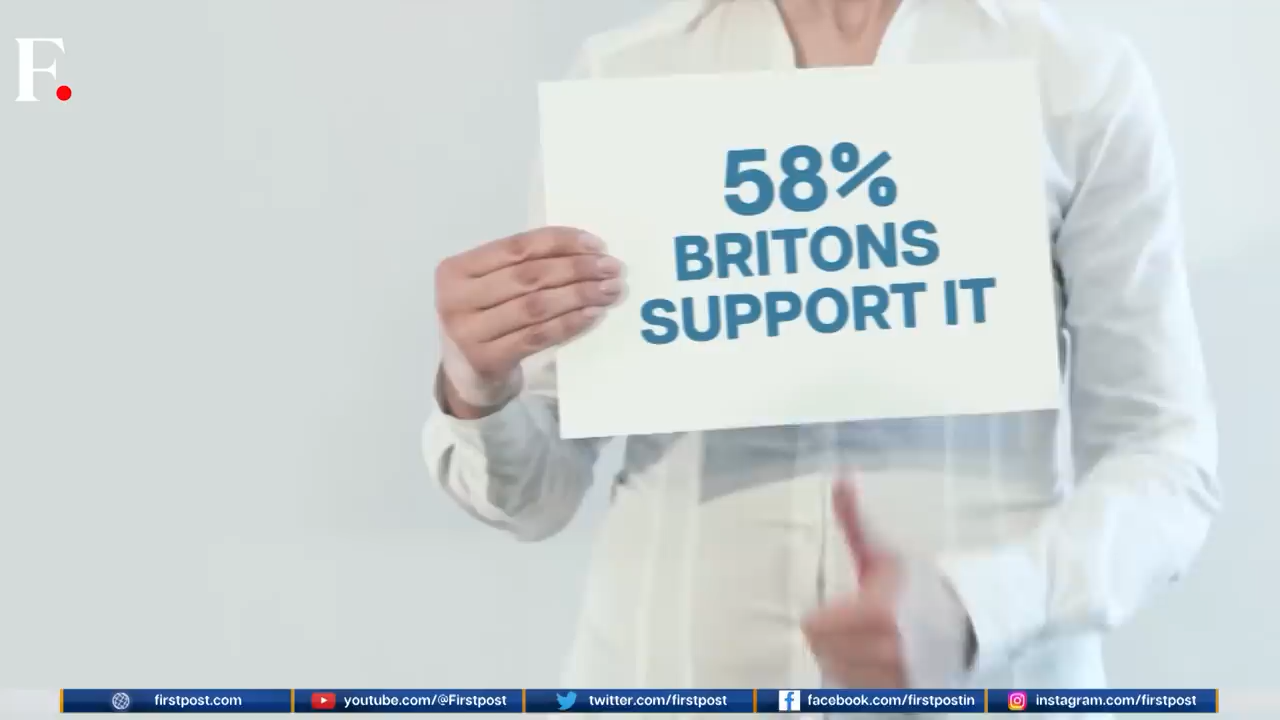 F.
58%
BRITONS
SUPPORT IT
firstpost.com
youtube.com/@Firstpost
twitter.com/firstpost
facebook.com/firstpostin
instagram.com/firstpost